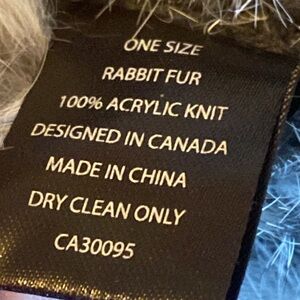 ONE SIZE
RABBIT FUR
100% ACRYLIC KNIT
DESIGNED IN CANADA
MADE IN CHINA
DRY CLEAN ONLY
CA30095